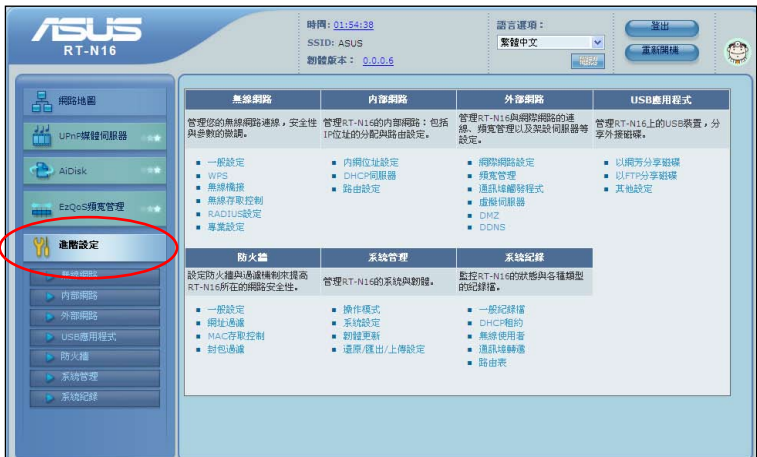 ASUS
RT-N16
時間: 01:54:38
SSID: ASUS
韌體版本: 0.0.0.6
語言選項：
繁體中文
登出
重新開機
網路地圖
UPnP媒體伺服器
AiDisk
EzQoS頻寬管理
進階設定
無線網路
內部網路
外部網路
USB應用程式
防火牆
系統管理
系統紀錄
無線網路
管理您的無線網路連線，安全性
與參數的微調。
一般設定
WPS
無線橋接
無線存取控制
RADIUS設定
專業設定
內部網路
管理RT-N16的內部網路：包括
IP位址的分配與路由設定。
內網位址設定
DHCP伺服器
路由設定
外部網路
管理RT-N16與網際網路的連
線、頻寬管理以及架設伺服器等
設定。
網際網路設定
頻寬管理
通訊埠觸發程式
虛擬伺服器
DMZ
DDNS
USB應用程式
管理RT-N16上的USB裝置，分
享外接磁碟。
以網芳分享磁碟
以FTP分享磁碟
其他設定
防火牆
設定防火牆與過濾機制來提高
RT-N16所在的網路安全性。
一般設定
網址過濾
MAC存取控制
封包過濾
系統管理
管理RT-N16的系統與韌體。
操作模式
系統設定
韌體更新
還原/匯出/上傳設定
系統紀錄
監控RT-N16的狀態與各種類型
的紀錄檔。
一般紀錄檔
DHCP租約
無線使用者
通訊埠轉遞
路由表